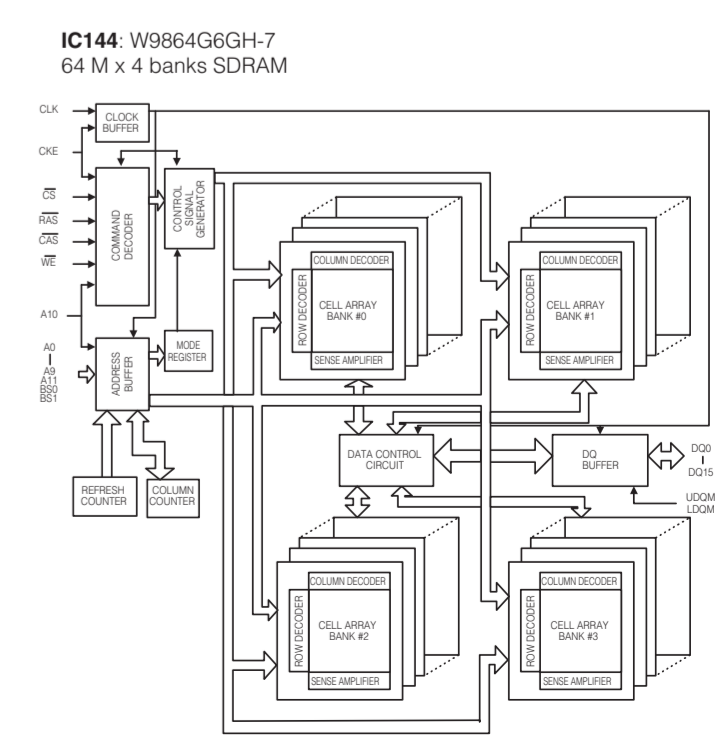 IC144: W9864G6GH-7
64 M x 4 banks SDRAM
CLK
CLOCK
BUFFER
CKE
CS
RAS
CAS
WE
COMMAND
DECODER
CONTROL
SIGNAL
GENERATOR
A10
A0
A9
A11
BS0
BS1
ADDRESS
BUFFER
MODE
REGISTER
REFRESH
COUNTER
COLUMN
COUNTER
COLUMN DECODER
ROW DECODER
CELL ARRAY
BANK #0
SENSE AMPLIFIER
COLUMN DECODER
ROW DECODER
CELL ARRAY
BANK #1
SENSE AMPLIFIER
DATA CONTROL
CIRCUIT
DQ
BUFFER
DQ0
DQ15
UDQM
LDQM
COLUMN DECODER
ROW DECODER
CELL ARRAY
BANK #2
SENSE AMPLIFIER
COLUMN DECODER
ROW DECODER
CELL ARRAY
BANK #3
SENSE AMPLIFIER